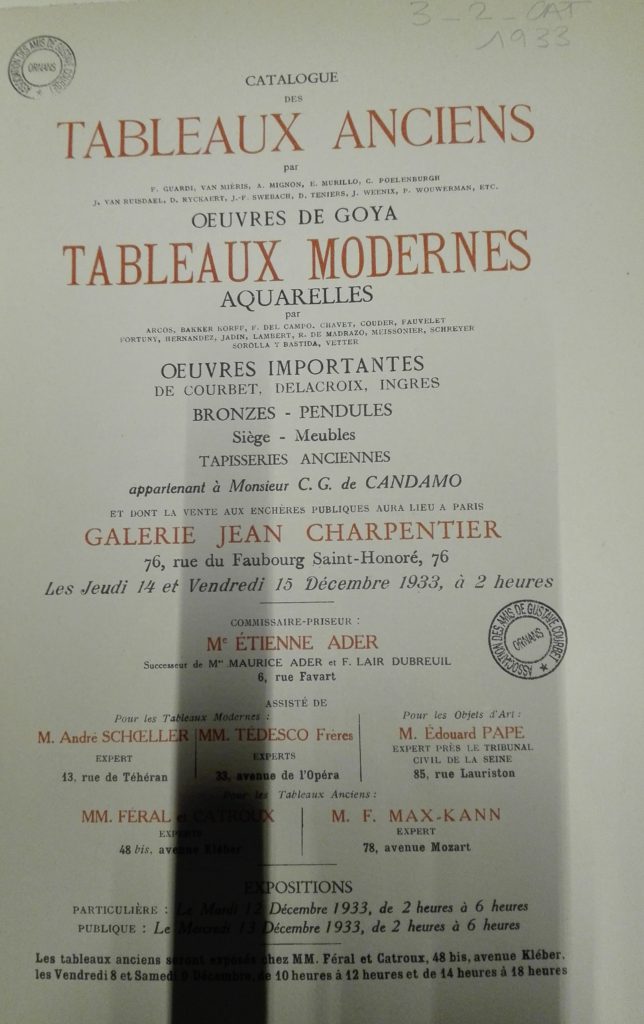 3 - 2 - CAT
1933
ASSOCIATION DES AMIS DE GUSTAVE COURBET
ORNANS
CATALOGUE
DES
TABLEAUX ANCIENS
par
F. GUARDI, VAN MIÉRIS, A. MIGNON, E. MURILLO, C. POELENBURGH
J. VAN RUISDAEL, D. RYCKAERT, J.-F. SWEBACH, D. TENIERS, J. WEENIX, P. WOUWERMAN, ETC.
OEUVRES DE GOYA
TABLEAUX MODERNES
AQUARELLES
par
ARCOS, BAKKER KORFF, F. DEL CAMPO, CHAVET, COUDER, FAUVELET
FORTUNY, HERNANDEZ, JADIN, LAMBERT, R. DE MADRAZO, MEISSONIER, SCHREYER
SOROLLA Y BASTIDA, VETTER
OEUVRES IMPORTANTES
DE COURBET, DELACROIX, INGRES
BRONZES - PENDULES
Siège - Meubles
TAPISSERIES ANCIENNES
appartenant à Monsieur C. G. de CANDAMO
ET DONT LA VENTE AUX ENCHÈRES PUBLIQUES AURA LIEU A PARIS
GALERIE JEAN CHARPENTIER
76, rue du Faubourg Saint-Honoré, 76
Les Jeudi 14 et Vendredi 15 Décembre 1933, à 2 heures
COMMISSAIRE-PRISEUR :
Me ÉTIENNE ADER
Successeur de Mes MAURICE ADER et F. LAIR DUBREUIL
6, rue Favart
ASSOCIATION DES AMIS DE GUSTAVE COURBET
ORNANS
ASSISTÉ DE
Pour les Tableaux Modernes :
M. André SCHŒLLER
EXPERT
13, rue de Téhéran
MM. TÉDESCO Frères
EXPERTS
33, avenue de l'Opéra
Pour les Objets d'Art :
M. Édouard PAPE
EXPERT PRÈS LE TRIBUNAL
CIVIL DE LA SEINE
85, rue Lauriston
Pour les Tableaux Anciens :
MM. FÉRAL et CATROUX
EXPERTS
48 bis, avenue Kléber
M. F. MAX-KANN
EXPERT
78, avenue Mozart
EXPOSITIONS
PARTICULIÈRE : Le Mardi 12 Décembre 1933, de 2 heures à 6 heures
PUBLIQUE : Le Mercredi 13 Décembre 1933, de 2 heures à 6 heures
Les tableaux anciens seront exposés chez MM. Féral et Catroux, 48 bis, avenue Kléber.
les Vendredi 8 et Samedi 9 Décembre, de 10 heures à 12 heures et de 14 heures à 18 heures